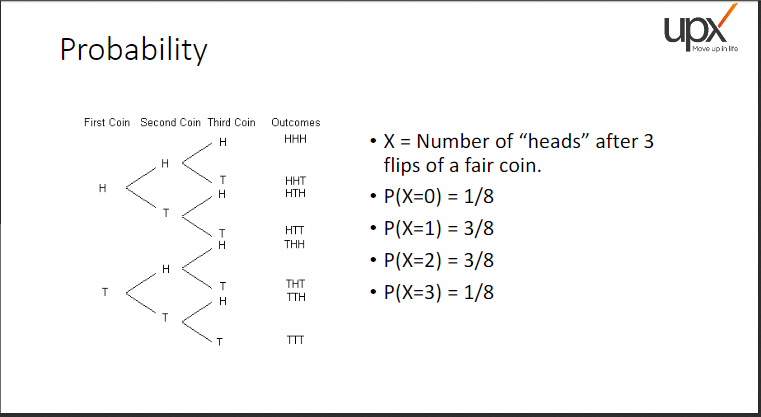 Probability
upx
Move up in life
First Coin Second Coin Third Coin Outcomes
H HHH
H
T HHT
H
H HTH
T
T HTT
H THH
H
T THT
T
H TTH
T
T TTT
• X = Number of “heads” after 3
flips of a fair coin.
• P(X=0) = 1/8
• P(X=1) = 3/8
• P(X=2) = 3/8
• P(X=3) = 1/8